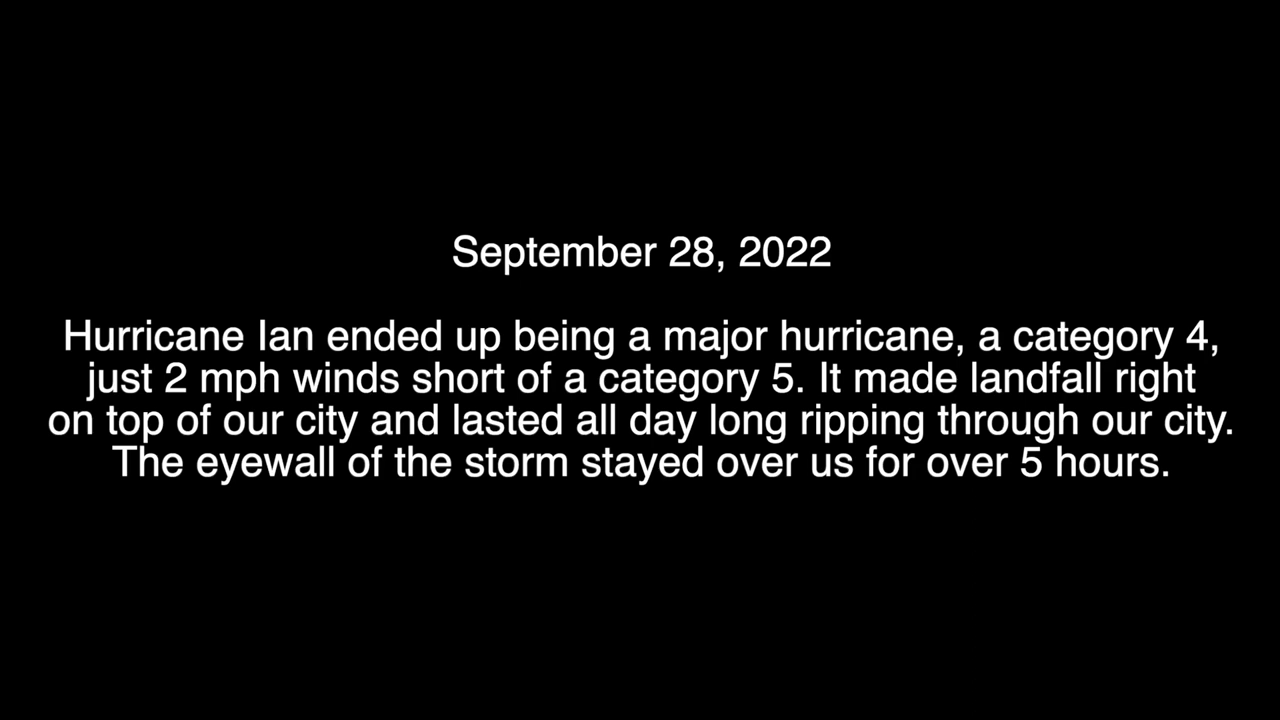 September 28, 2022
Hurricane Ian ended up being a major hurricane, a category 4,
just 2 mph winds short of a category 5. It made landfall right
on top of our city and lasted all day long ripping through our city.
The eyewall of the storm stayed over us for over 5 hours.